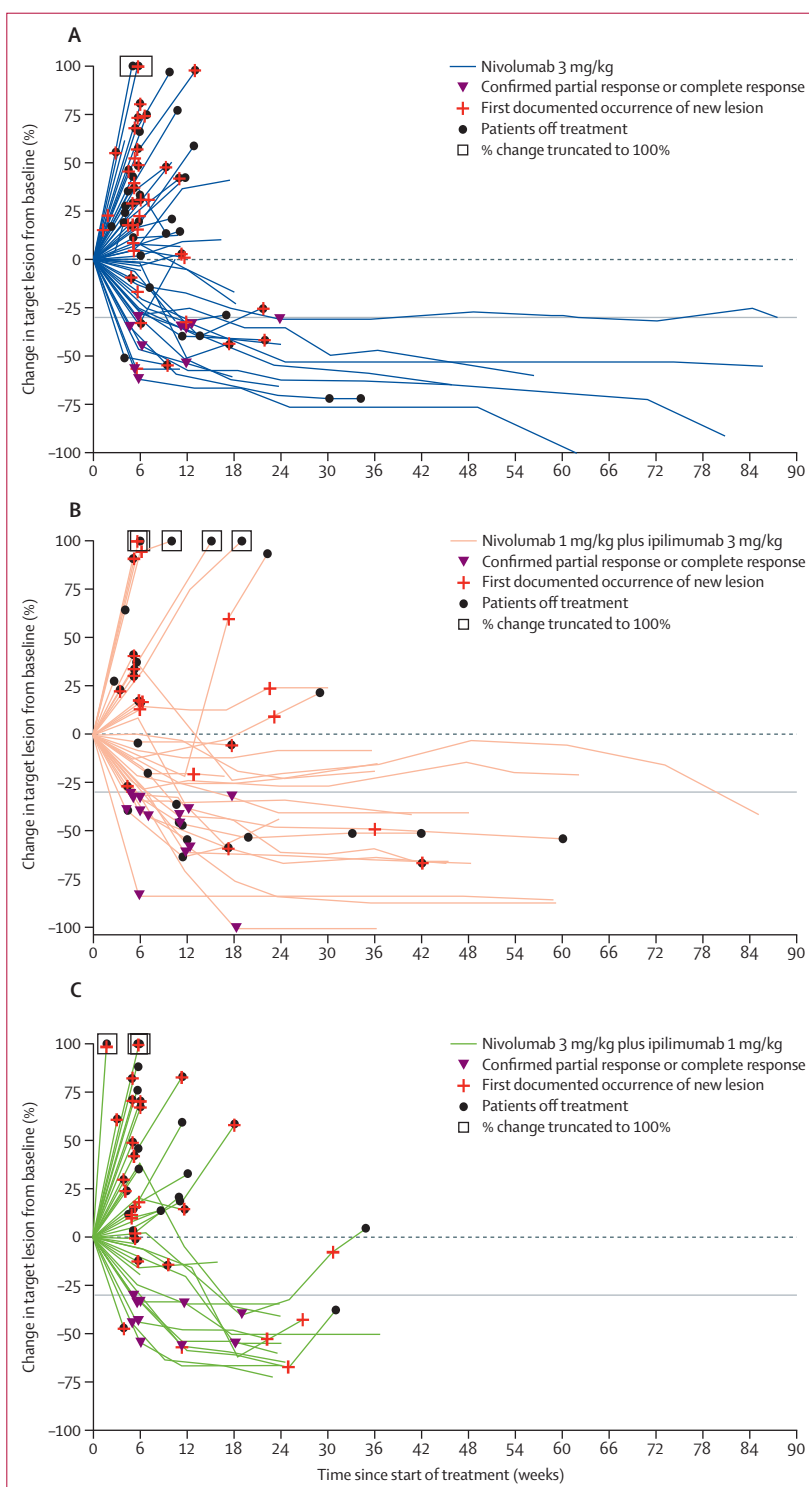 A
Nivolumab 3 mg/kg
Confirmed partial response or complete response
First documented occurrence of new lesion
Patients off treatment
% change truncated to 100%
Change in target lesion from baseline (%)
100
75
50
25
0
−25
−50
−75
−100
0 6 12 18 24 30 36 42 48 54 60 66 72 78 84 90
B
Nivolumab 1 mg/kg plus ipilimumab 3 mg/kg
Confirmed partial response or complete response
First documented occurrence of new lesion
Patients off treatment
% change truncated to 100%
Change in target lesion from baseline (%)
100
75
50
25
0
−25
−50
−75
−100
0 6 12 18 24 30 36 42 48 54 60 66 72 78 84 90
C
Nivolumab 3 mg/kg plus ipilimumab 1 mg/kg
Confirmed partial response or complete response
First documented occurrence of new lesion
Patients off treatment
% change truncated to 100%
Change in target lesion from baseline (%)
100
75
50
25
0
−25
−50
−75
−100
0 6 12 18 24 30 36 42 48 54 60 66 72 78 84 90
Time since start of treatment (weeks)